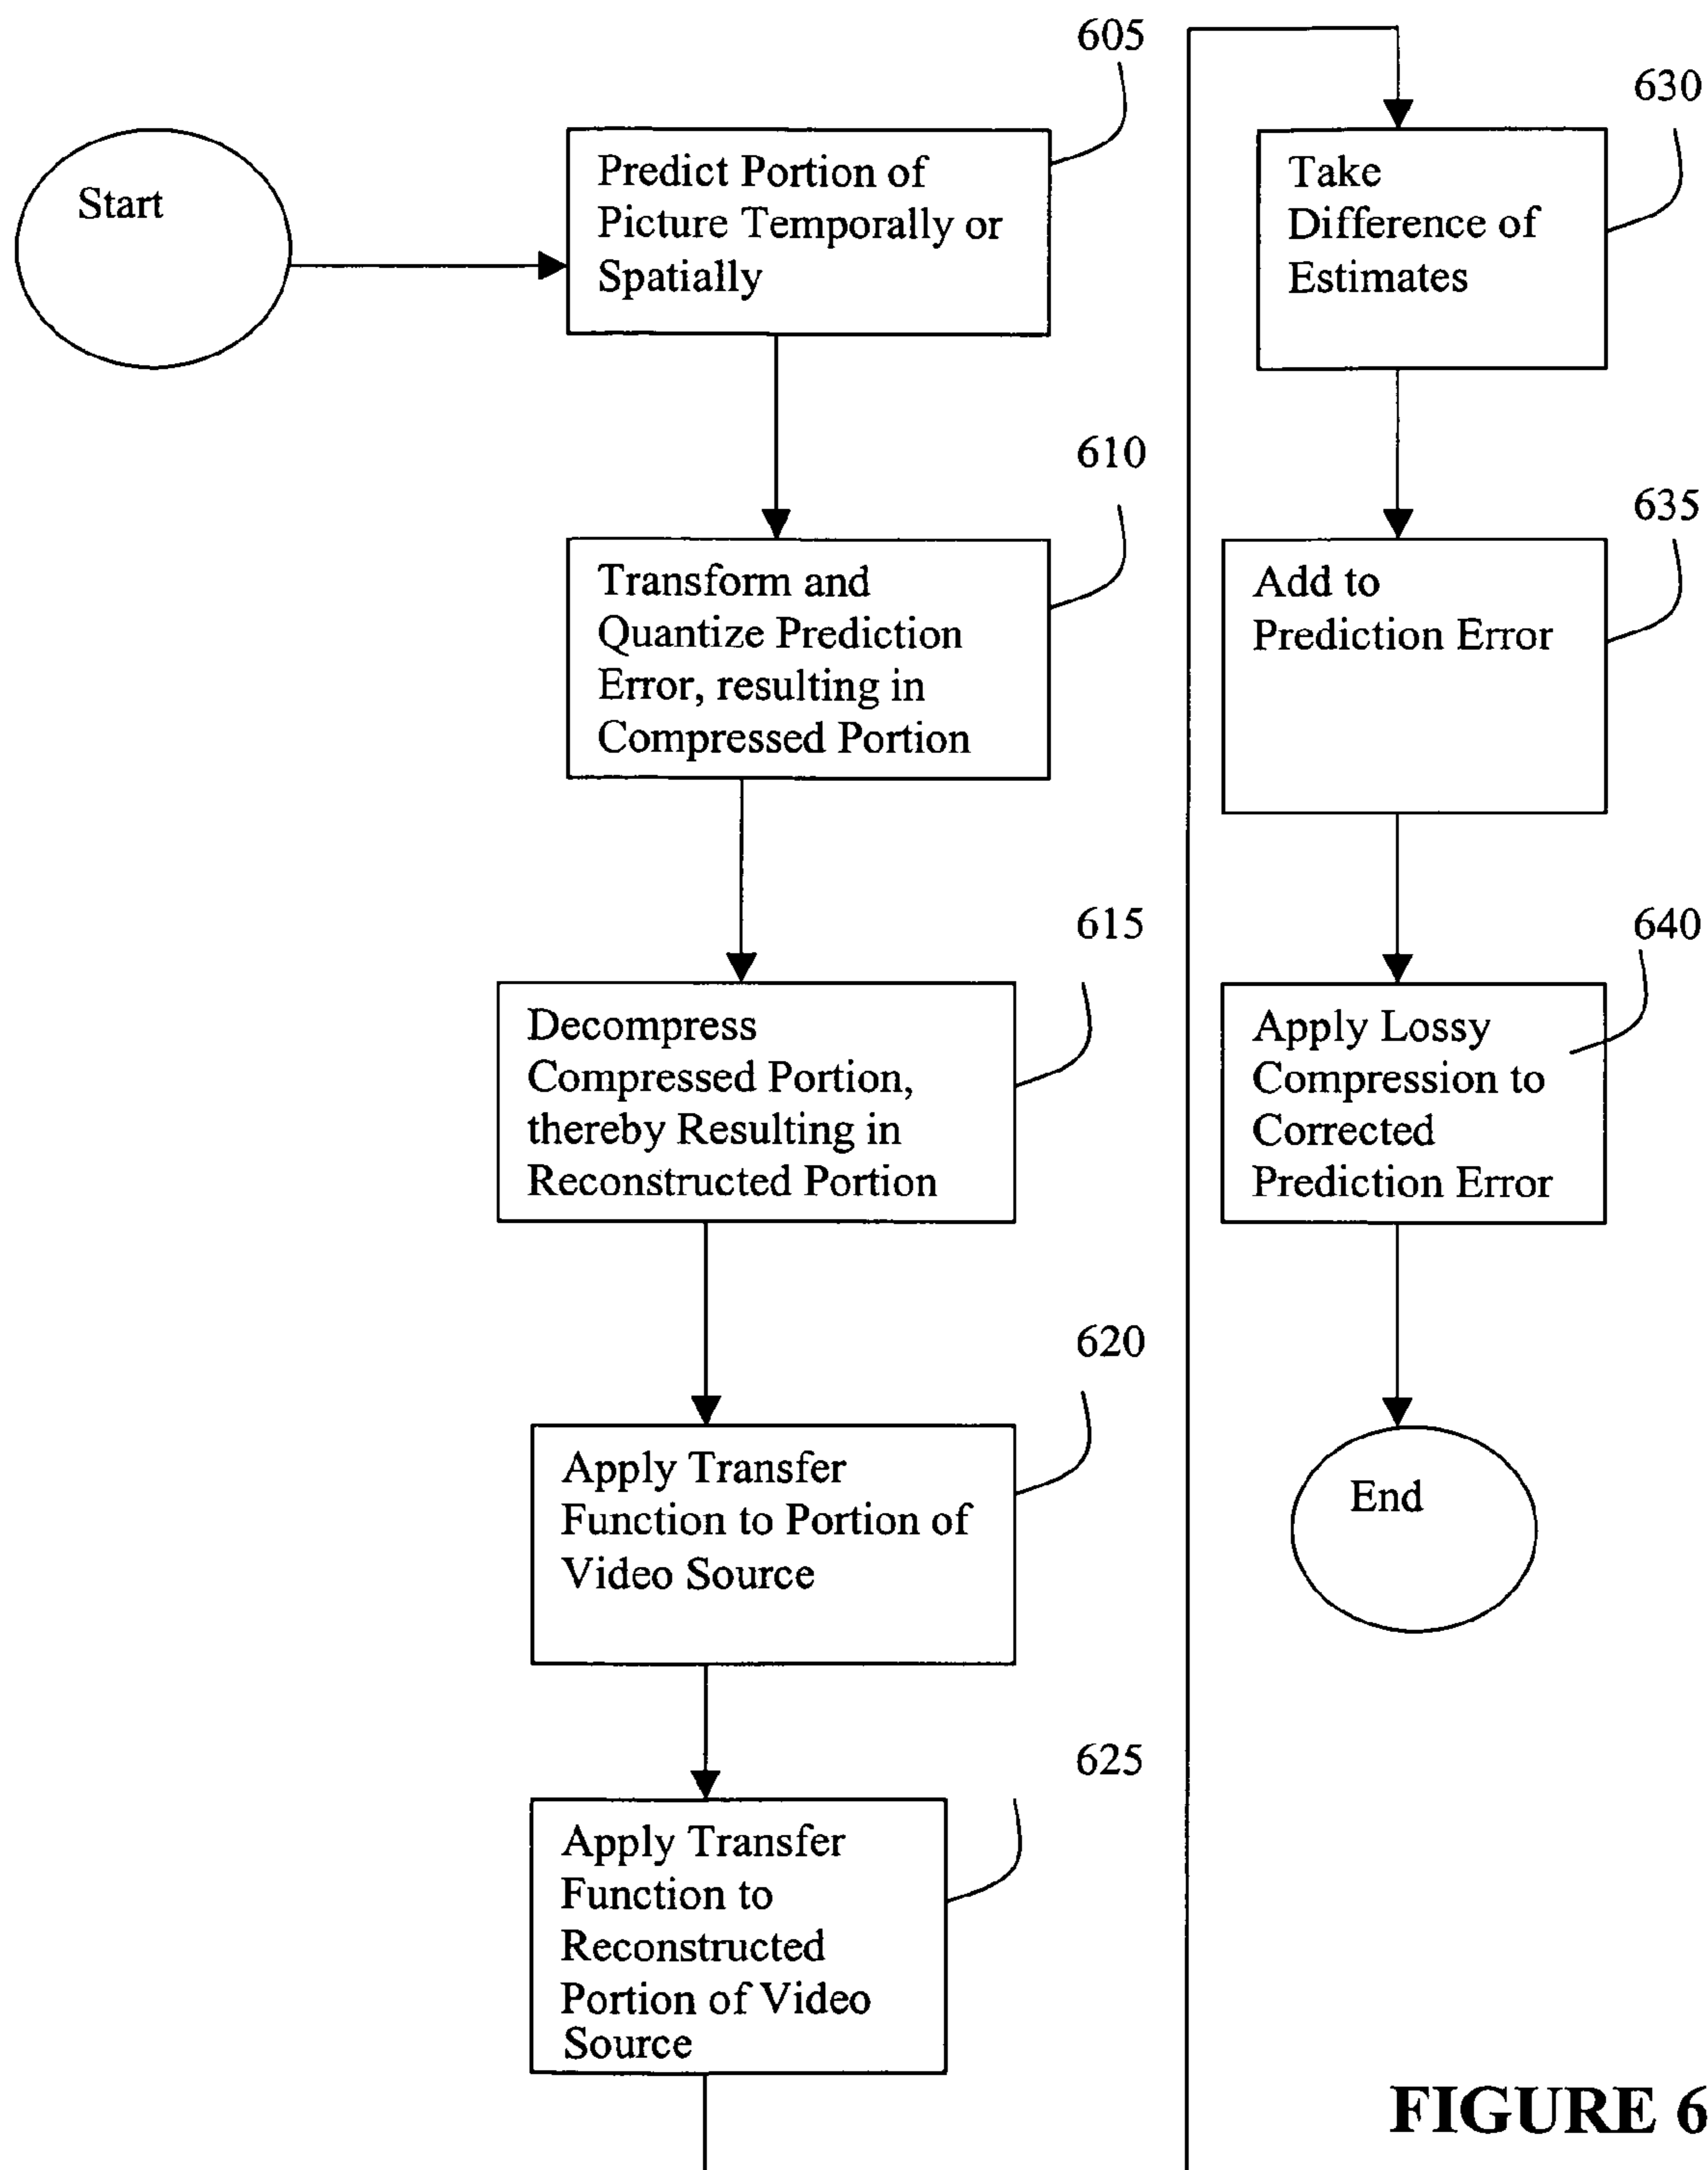 Start
605
Predict Portion of
Picture Temporally or
Spatially
610
Transform and
Quantize Prediction
Error, resulting in
Compressed Portion
615
Decompress
Compressed Portion,
thereby Resulting in
Reconstructed Portion
620
Apply Transfer
Function to Portion of
Video Source
625
Apply Transfer
Function to
Reconstructed
Portion of Video
Source
630
Take
Difference of
Estimates
635
Add to
Prediction Error
640
Apply Lossy
Compression to
Corrected
Prediction Error
End
FIGURE 6